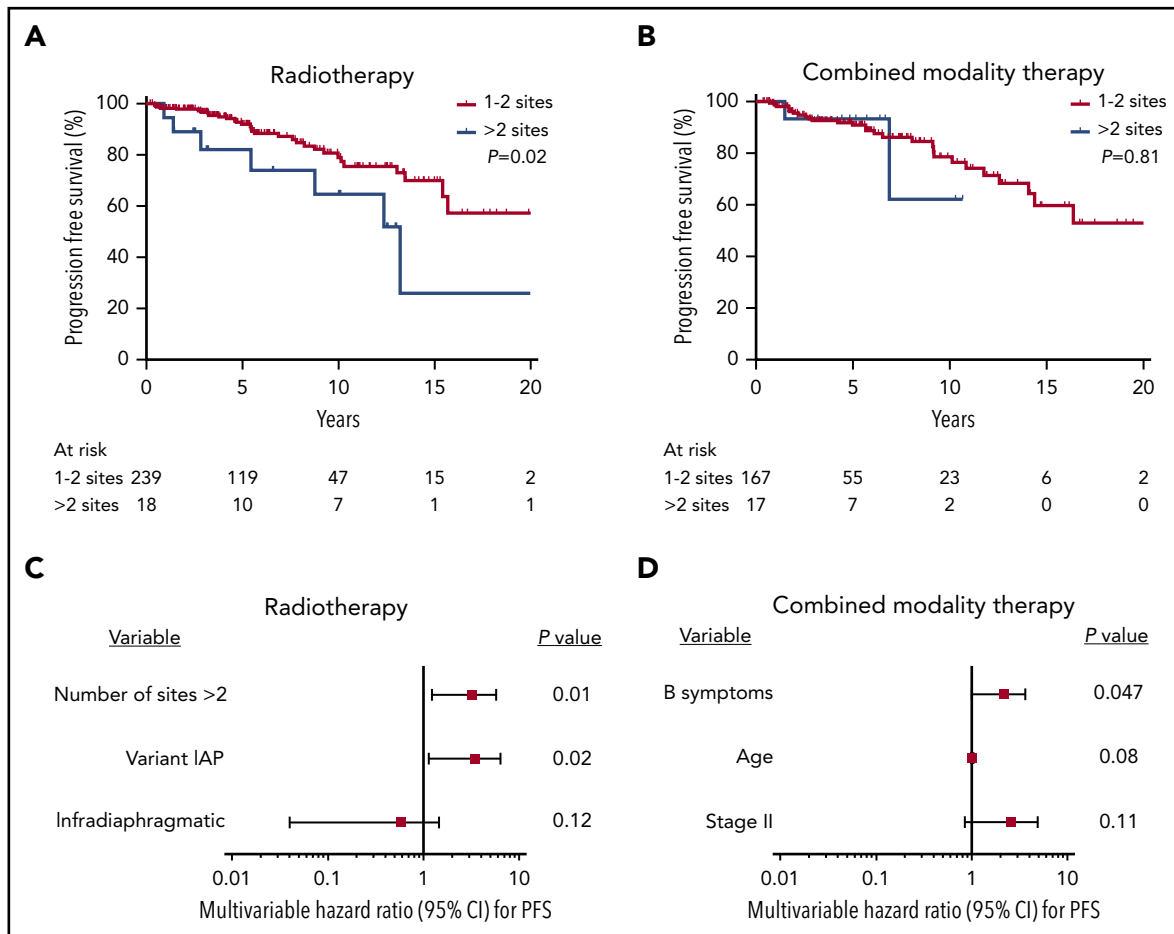 A
Radiotherapy
Progression free survival (%)
100
80
60
40
20
0
1-2 sites
>2 sites
P=0.02
0 5 10 15 20
Years
At risk
1-2 sites 239 119 47 15 2
>2 sites 18 10 7 1 1
B
Combined modality therapy
Progression free survival (%)
100
80
60
40
20
0
1-2 sites
>2 sites
P=0.81
0 5 10 15 20
Years
At risk
1-2 sites 167 55 23 6 2
>2 sites 17 7 2 0 0
C
Radiotherapy
Variable P value
Number of sites >2 0.01
Variant IAP 0.02
Infradiaphragmatic 0.12
0.01 0.1 1 10
Multivariable hazard ratio (95% CI) for PFS
D
Combined modality therapy
Variable P value
B symptoms 0.047
Age 0.08
Stage II 0.11
0.01 0.1 1 10
Multivariable hazard ratio (95% CI) for PFS